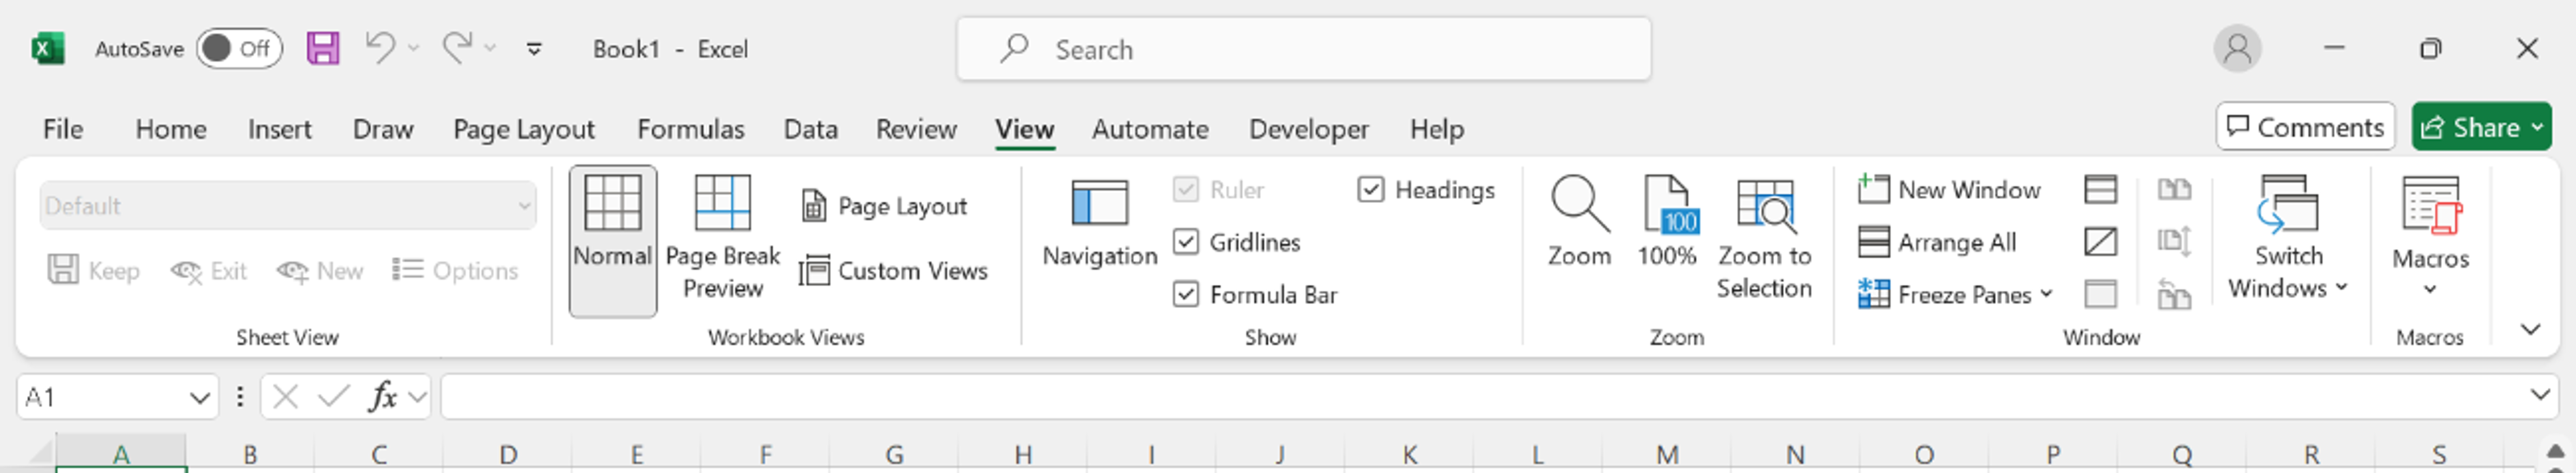 AutoSave Off Book1 - Excel Search
File Home Insert Draw Page Layout Formulas Data Review View Automate Developer Help Comments Share
Default
Keep Exit New Options
Sheet View
Normal
Page Break
Preview
Page Layout
Custom Views
Workbook Views
Navigation
Ruler
Gridlines
Formula Bar
Headings
Show
Zoom
100
100%
Zoom to
Selection
Zoom
New Window
Arrange All
Freeze Panes
Switch
Windows
Window
Macros
Macros
A1 fx
A B C D E F G H I J K L M N O P Q R S